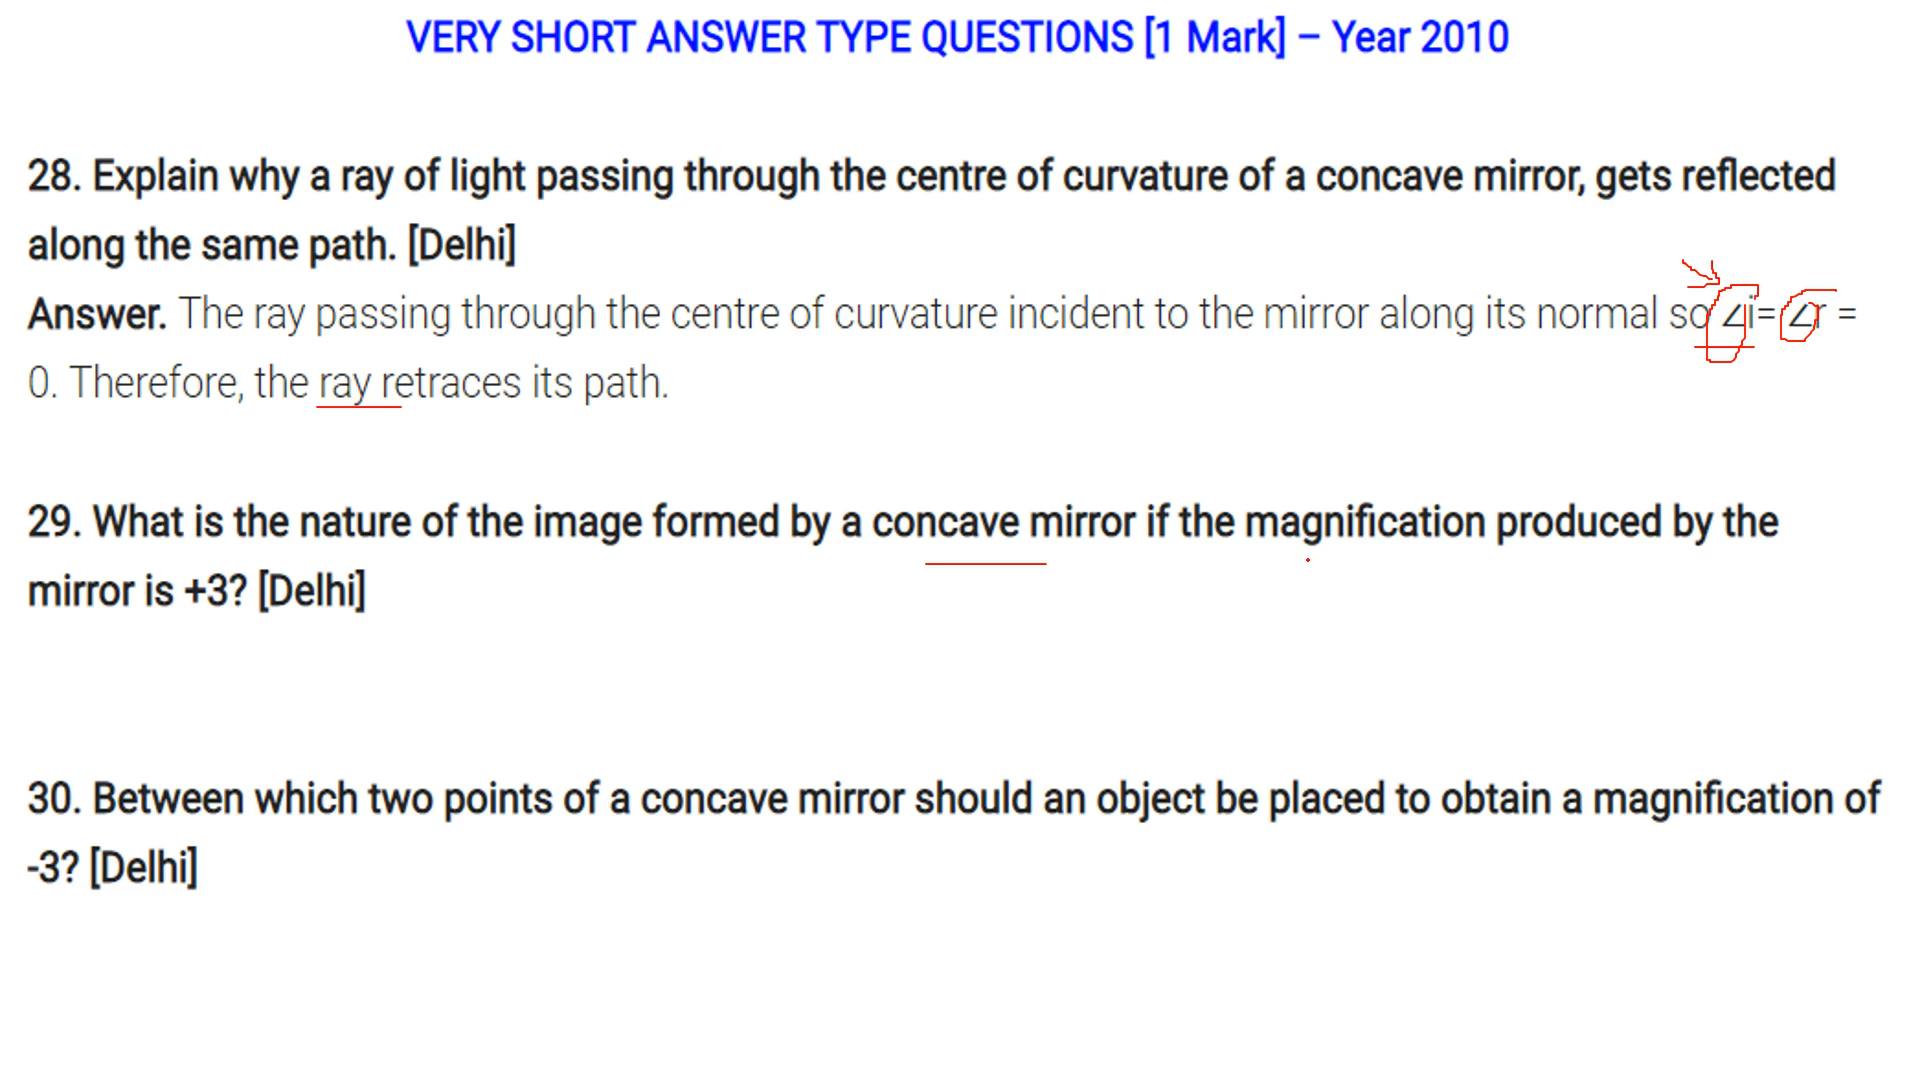 VERY SHORT ANSWER TYPE QUESTIONS [1 Mark] – Year 2010
28. Explain why a ray of light passing through the centre of curvature of a concave mirror, gets reflected
along the same path. [Delhi]
Answer. The ray passing through the centre of curvature incident to the mirror along its normal so ∠i= ∠r =
0. Therefore, the ray retraces its path.
29. What is the nature of the image formed by a concave mirror if the magnification produced by the
mirror is +3? [Delhi]
30. Between which two points of a concave mirror should an object be placed to obtain a magnification of
-3? [Delhi]